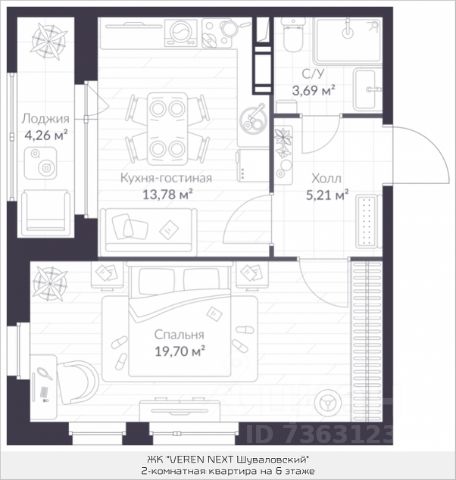 С/У
3,69 м²
Лоджия
4,26 м²
Кухня-гостиная
13,78 м²
Холл
5,21 м²
Спальня
19,70 м²
ID 7363123
ЖК "VEREN NEXT Шуваловский"
2-комнатная квартира на 6 этаже